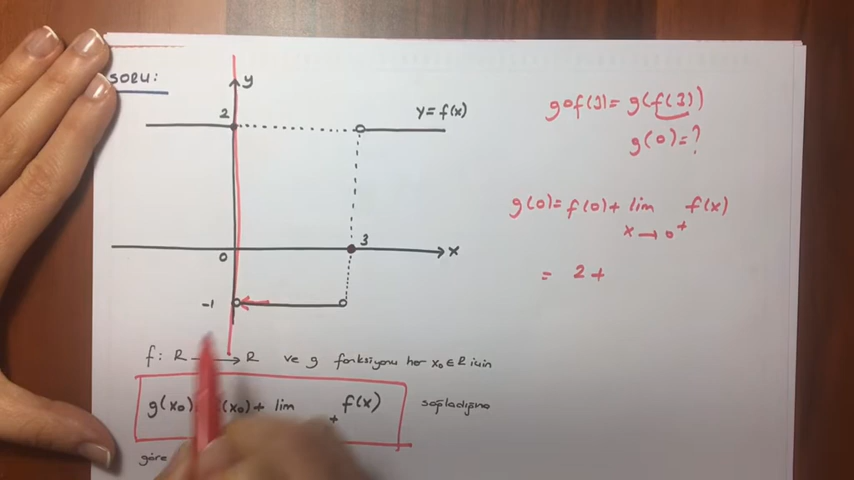 SORU:
y
2
y=f(x)
3
0
x
-1
gof(3)=g(f(3))
g(0)=?
g(0)=f(0)+ lim f(x)
x→0⁺
= 2+
f: R → R ve g fonksiyonu her x₀ ∈ R için
g(x₀) (x₀)+ lim f(x)
+
sağladığına
göre